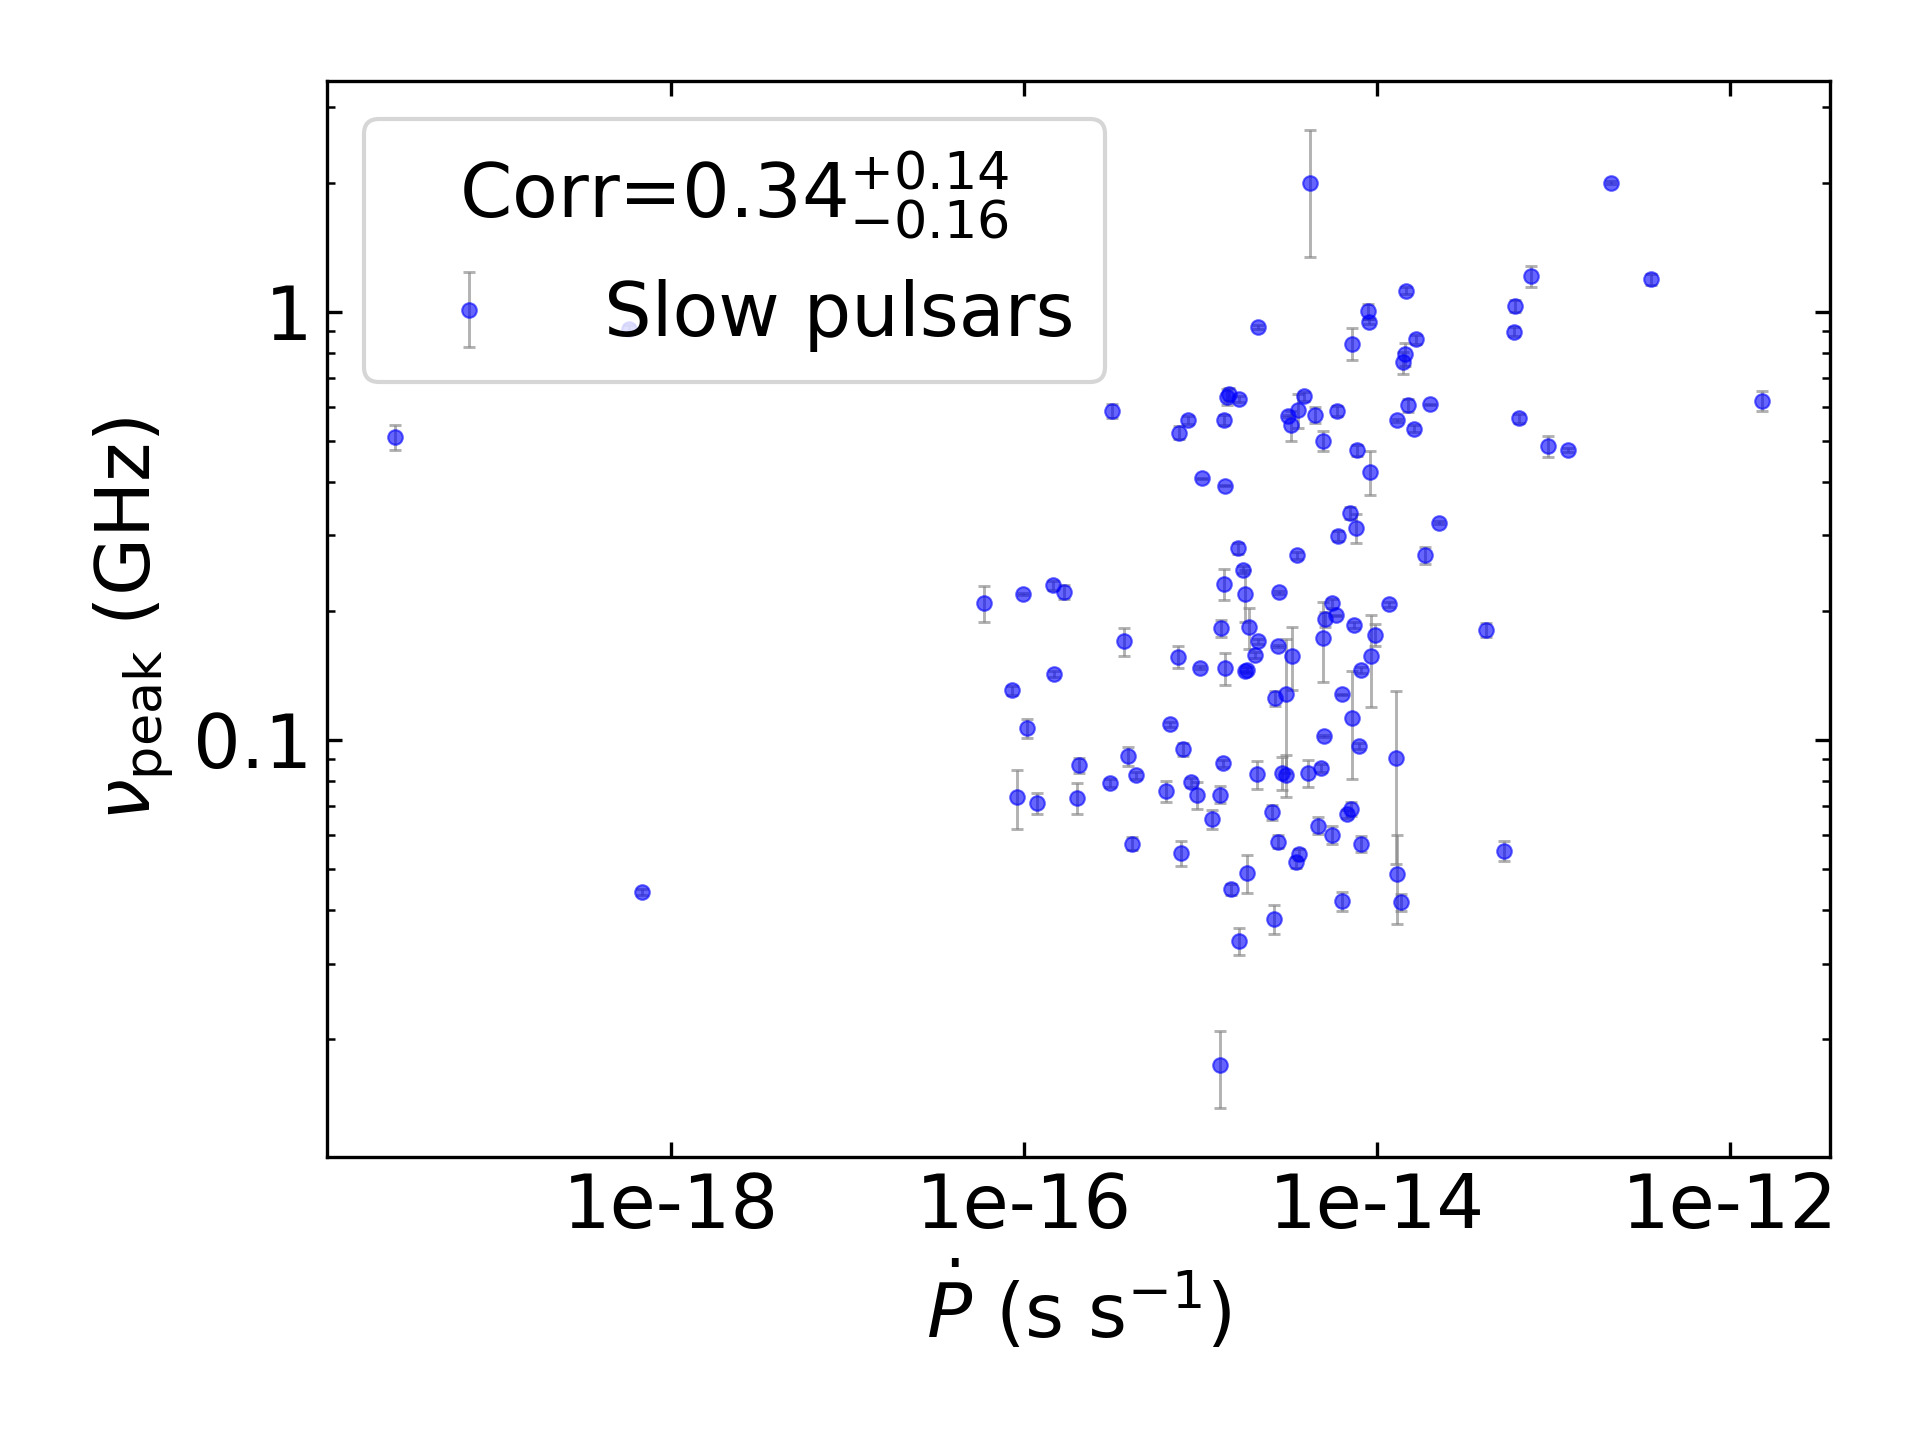 Corr=0.34^{+0.14}_{−0.16}
Slow pulsars
1
0.1
ν_peak (GHz)
1e-18 1e-16 1e-14 1e-12
Ṗ (s s⁻¹)